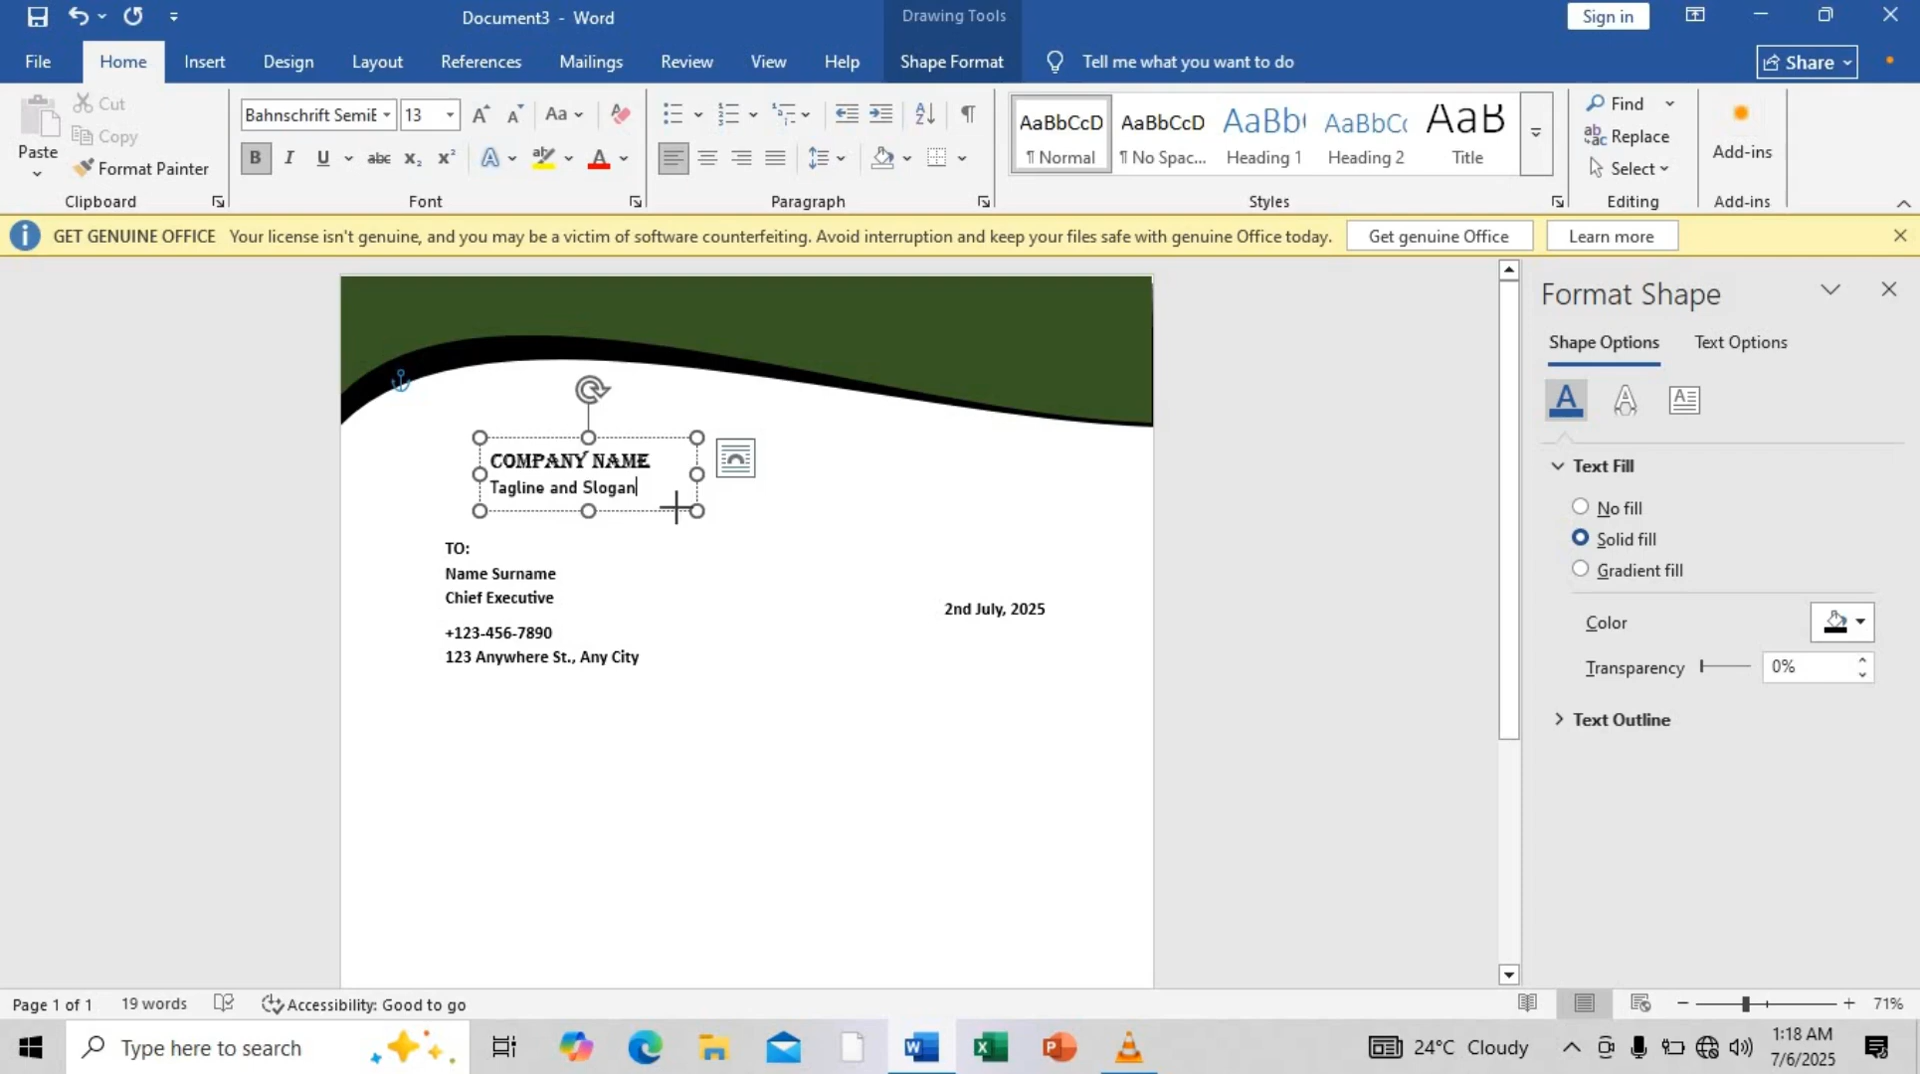 Document3 - Word
Drawing Tools
Sign in
File Home Insert Design Layout References Mailings Review View Help Shape Format Tell me what you want to do Share
Paste
Cut
Copy
Format Painter
Clipboard
Bahnschrift SemiE 13
Font
Paragraph
AaBbCcD AaBbCcD AaBb( AaBbCc AaB
¶ Normal ¶ No Spac... Heading 1 Heading 2 Title
Styles
Find
Replace
Select
Editing
Add-ins
Add-ins
GET GENUINE OFFICE Your license isn't genuine, and you may be a victim of software counterfeiting. Avoid interruption and keep your files safe with genuine Office today. Get genuine Office Learn more
COMPANY NAME
Tagline and Slogan
TO:
Name Surname
Chief Executive
2nd July, 2025
+123-456-7890
123 Anywhere St., Any City
Format Shape
Shape Options Text Options
Text Fill
No fill
Solid fill
Gradient fill
Color
Transparency 0%
Text Outline
Page 1 of 1 19 words Accessibility: Good to go 71%
Type here to search
24°C Cloudy
1:18 AM
7/6/2025